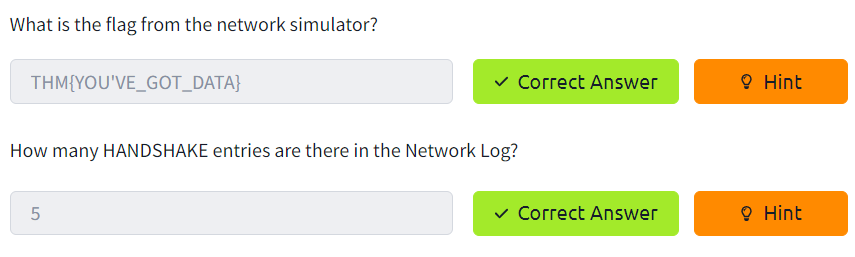 What is the flag from the network simulator?
THM{YOU'VE_GOT_DATA} Correct Answer Hint
How many HANDSHAKE entries are there in the Network Log?
5 Correct Answer Hint